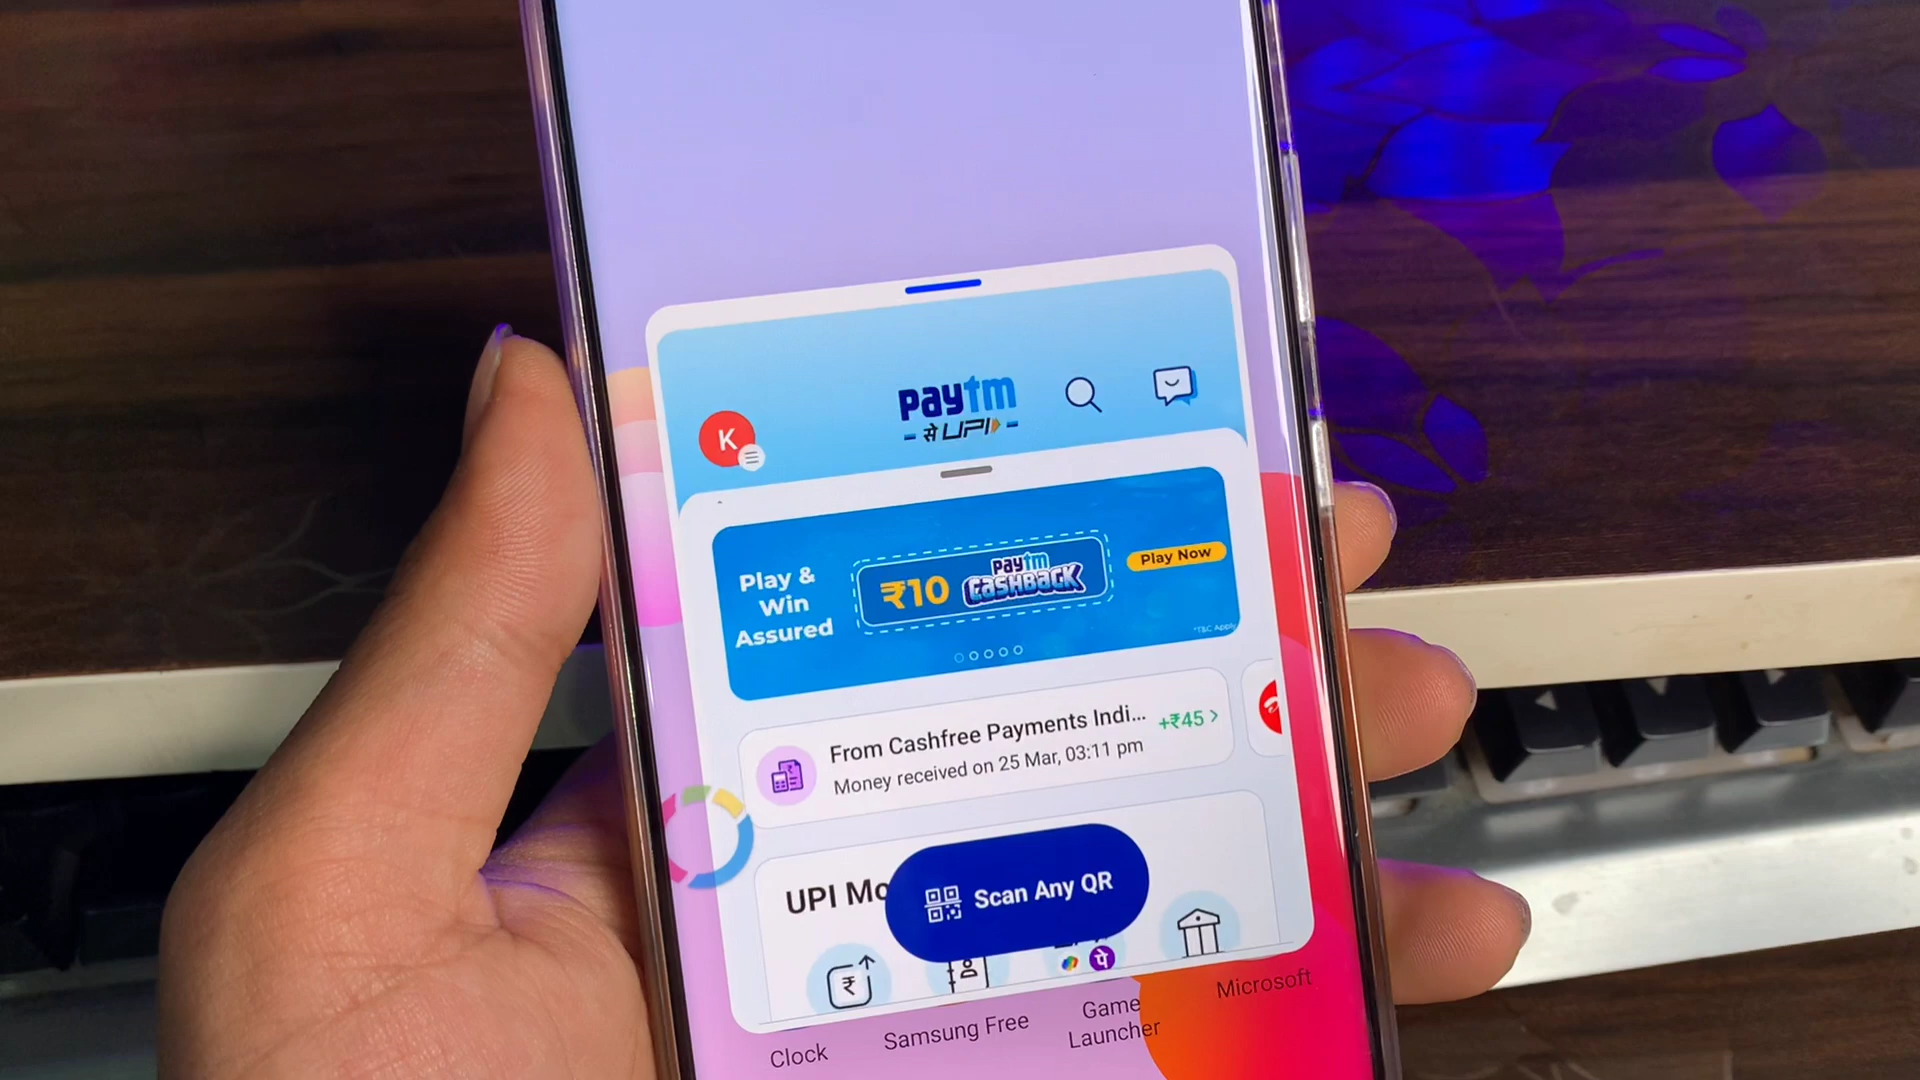 K
paytm
से UPI
Play &
Win
Assured
₹10
paytm
CASHBACK
Play Now
*T&C Apply
From Cashfree Payments Indi...
+₹45
Money received on 25 Mar, 03:11 pm
UPI Mo
Scan Any QR
₹
पे
Clock
Samsung Free
Game
Launcher
Microsoft